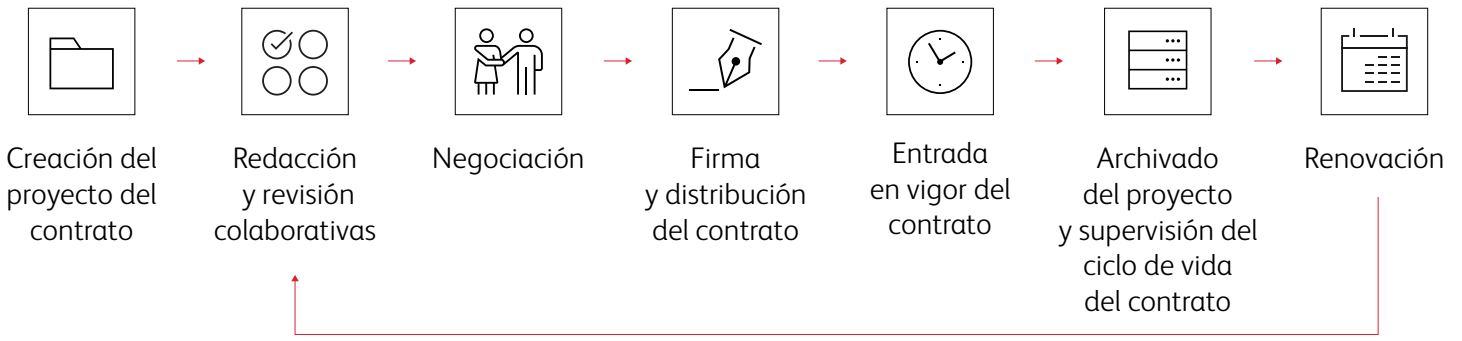 Creación del
proyecto del
contrato
Redacción
y revisión
colaborativas
Negociación
Firma
y distribución
del contrato
Entrada
en vigor del
contrato
Archivado
del proyecto
y supervisión del
ciclo de vida
del contrato
Renovación